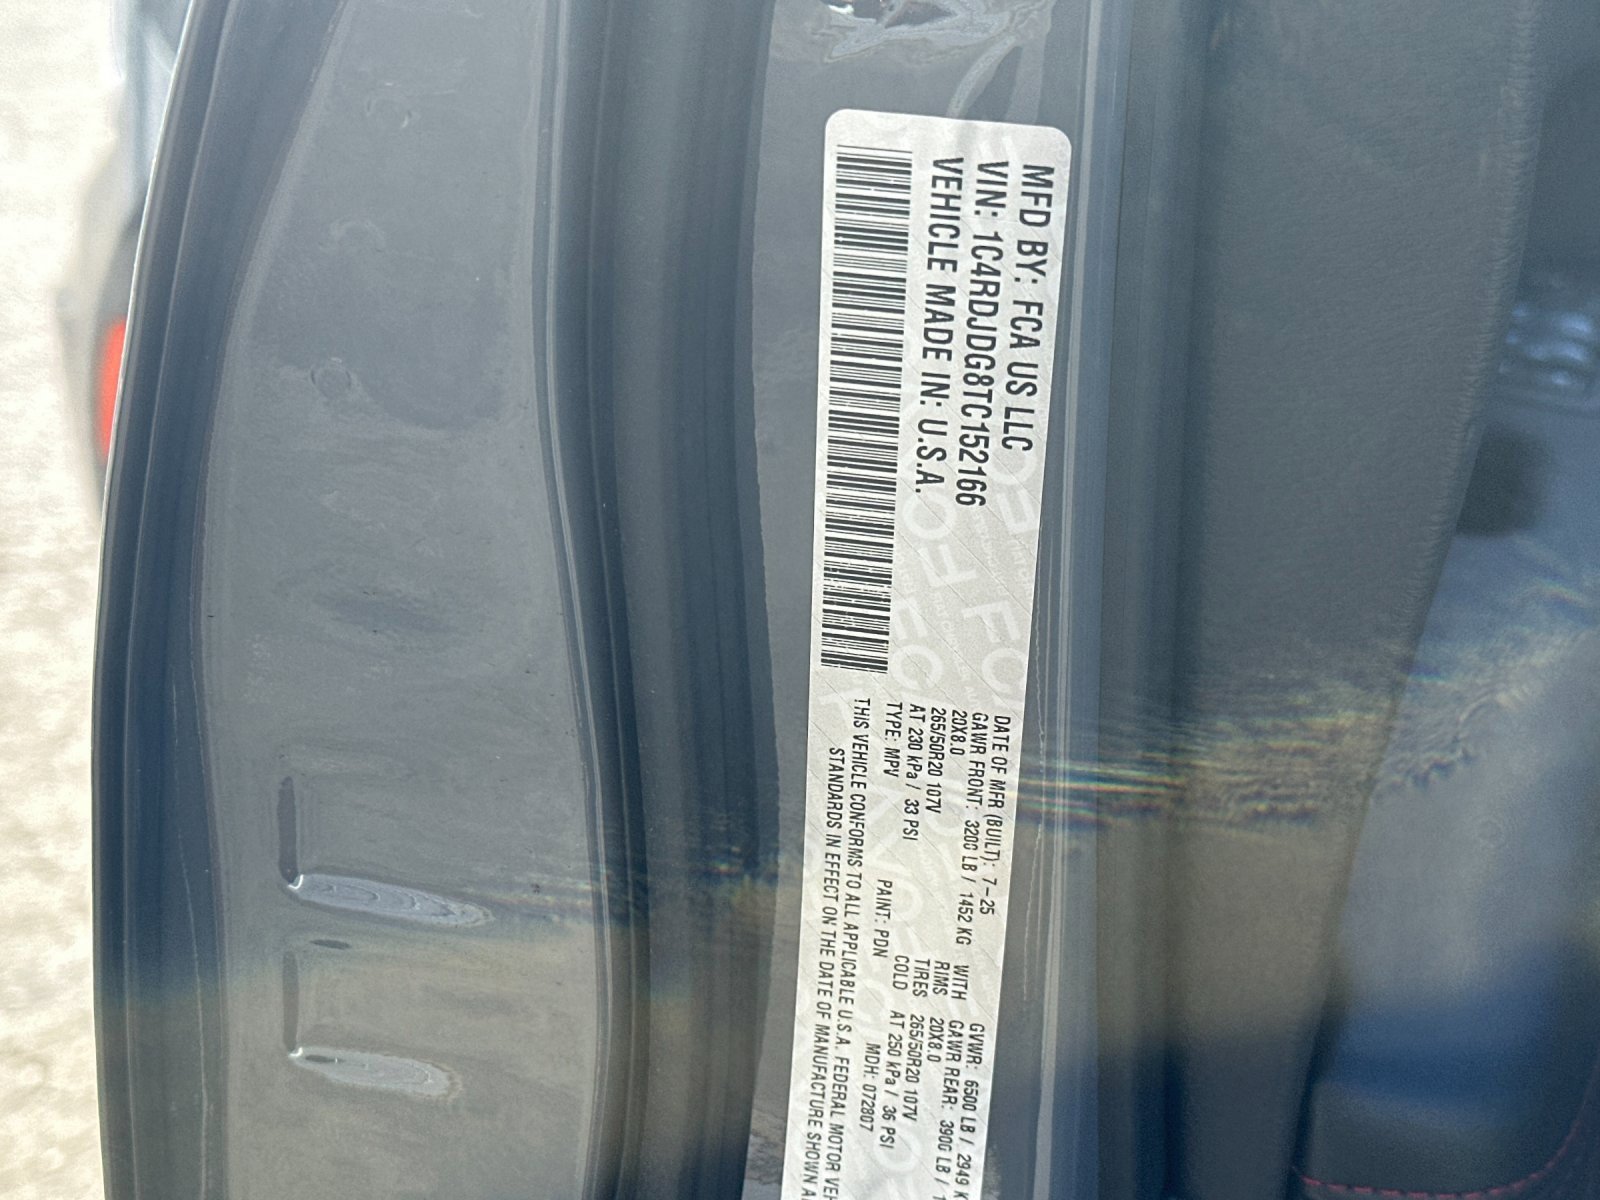 MFD BY: FCA US LLC
VIN: 1C4RDJDG8TC152166
VEHICLE MADE IN: U.S.A.
DATE OF MFR (BUILT): 7-25 GVWR: 6500 LB / 2949 K
GAWR FRONT: 3200 LB / 1452 KG WITH GAWR REAR: 3900 LB / 1
20X8.0 RIMS 20X8.0
265/50R20 107V TIRES 265/50R20 107V
AT 230 kPa / 33 PSI COLD AT 250 kPa / 36 PSI
TYPE: MPV PAINT: PDN MDH: 072807
THIS VEHICLE CONFORMS TO ALL APPLICABLE U.S.A. FEDERAL MOTOR VEH
STANDARDS IN EFFECT ON THE DATE OF MANUFACTURE SHOWN A